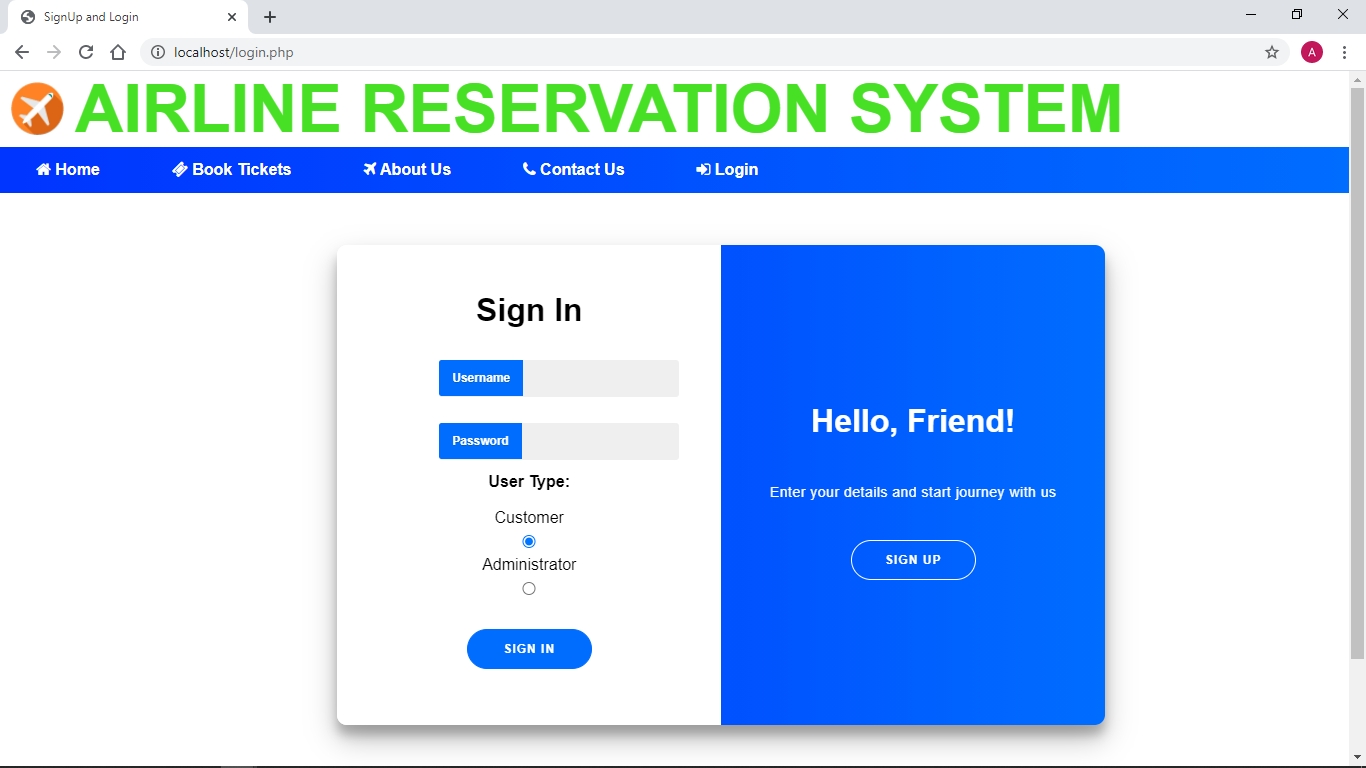 SignUp and Login
localhost/login.php
A
AIRLINE RESERVATION SYSTEM
Home Book Tickets About Us Contact Us Login
Sign In
Username
Password
User Type:
Customer
Administrator
SIGN IN
Hello, Friend!
Enter your details and start journey with us
SIGN UP